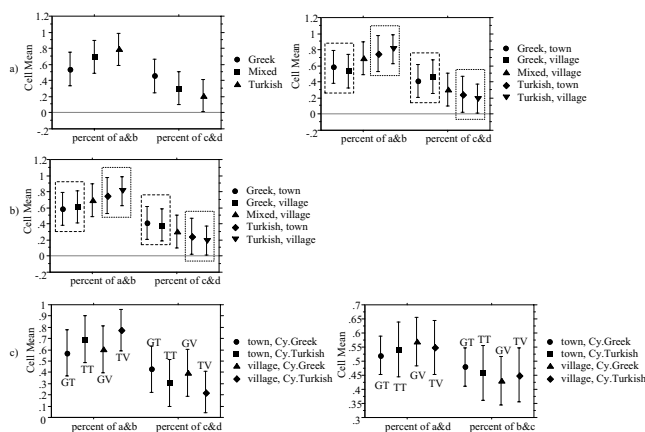 a)
Cell Mean
1.2
1
.8
.6
.4
.2
0
-.2
percent of a&b
percent of c&d
Greek
Mixed
Turkish
Cell Mean
1.2
1
.8
.6
.4
.2
0
-.2
percent of a&b
percent of c&d
Greek, town
Greek, village
Mixed, village
Turkish, town
Turkish, village
b)
Cell Mean
1.2
1
.8
.6
.4
.2
0
-.2
percent of a&b
percent of c&d
Greek, town
Greek, village
Mixed, village
Turkish, town
Turkish, village
c)
Cell Mean
1
.9
.8
.7
.6
.5
.4
.3
.2
.1
0
GT
TT
GV
TV
GT
TT
GV
TV
percent of a&b
percent of c&d
town, Cy.Greek
town, Cy.Turkish
village, Cy.Greek
village, Cy.Turkish
Cell Mean
.7
.65
.6
.55
.5
.45
.4
.35
.3
GT
TT
GV
TV
GT
TT
GV
TV
percent of a&d
percent of b&c
town, Cy.Greek
town, Cy.Turkish
village, Cy.Greek
village, Cy.Turkish